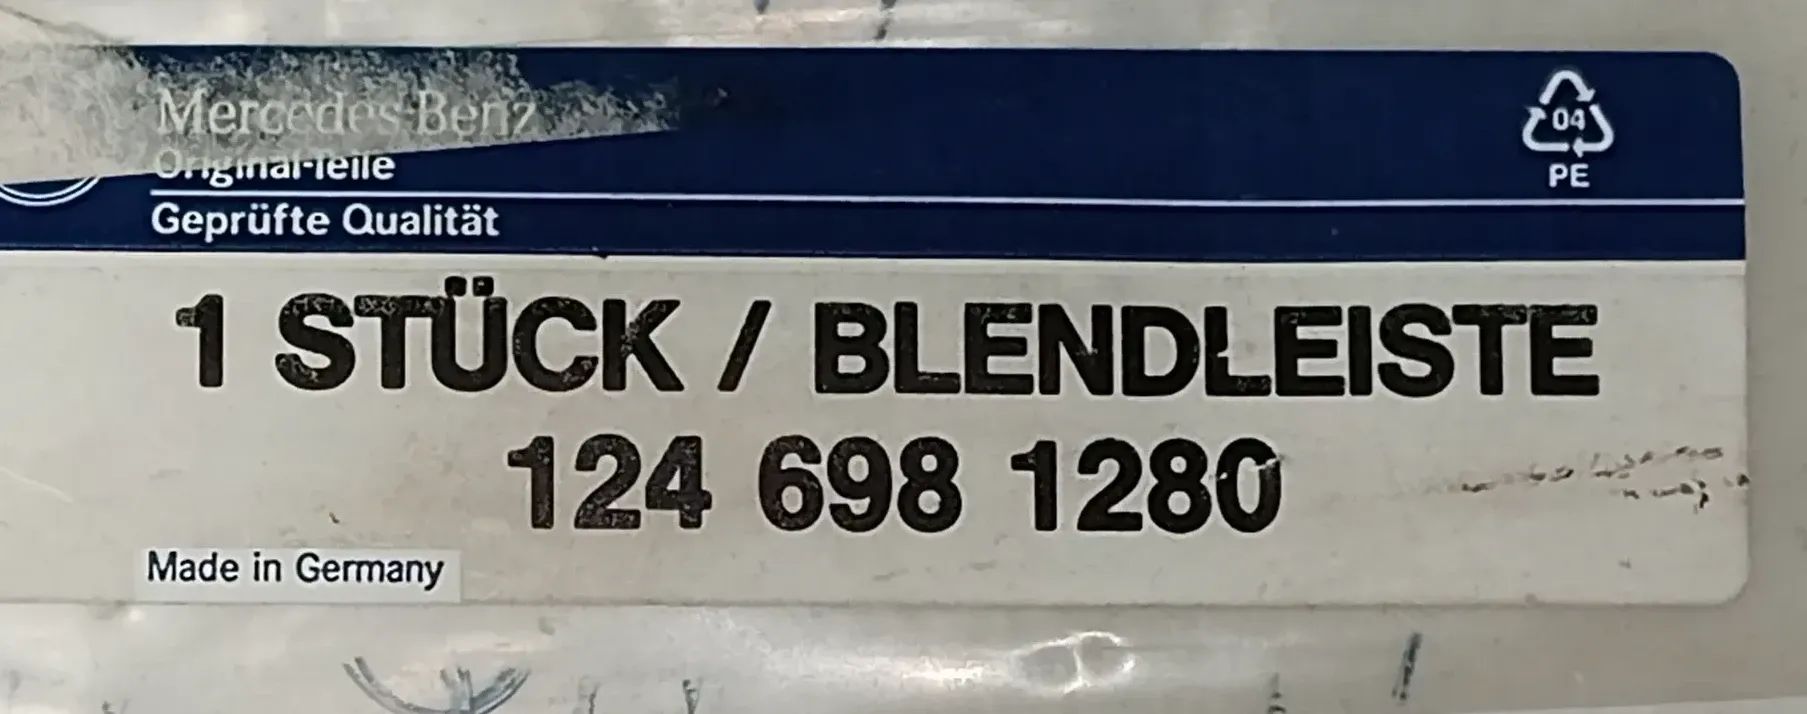 Mercedes-Benz
Original-Teile
Geprüfte Qualität
04
PE
1 STÜCK / BLENDLEISTE
124 698 1280
Made in Germany